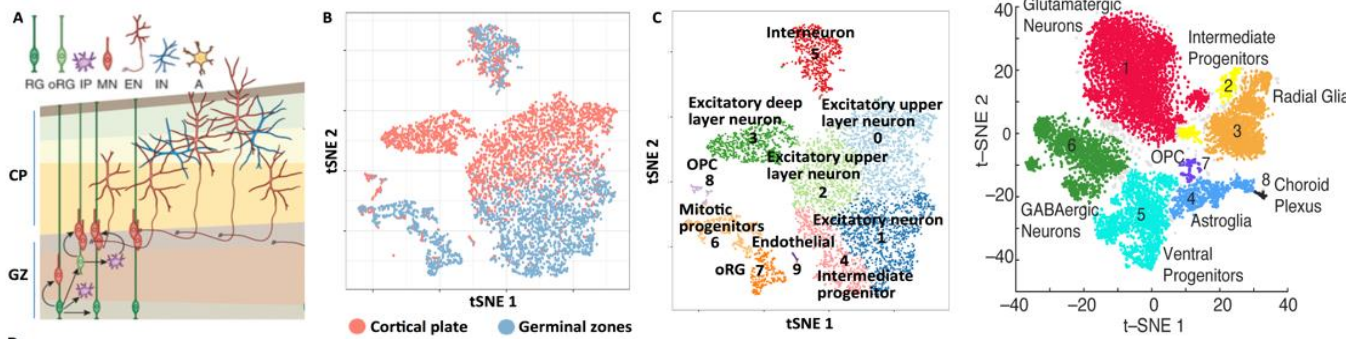 A
RG oRG IP MN EN IN A
CP
GZ
B
tSNE 2
tSNE 1
Cortical plate
Germinal zones
C
tSNE 2
Interneuron
5
Excitatory deep
layer neuron
3
Excitatory upper
layer neuron
0
OPC
8
Excitatory upper
layer neuron
2
Mitotic
progenitors
6
Excitatory neuron
1
Endothelial
9
oRG
7
4
Intermediate
progenitor
tSNE 1
Glutamatergic
Neurons
1
Intermediate
Progenitors
2
Radial Glia
3
6
OPC
7
8 Choroid
Plexus
4
Astroglia
GABAergic
Neurons
5
Ventral
Progenitors
t–SNE 2
40
20
0
−20
−40
−40
−20
0
20
40
t–SNE 1